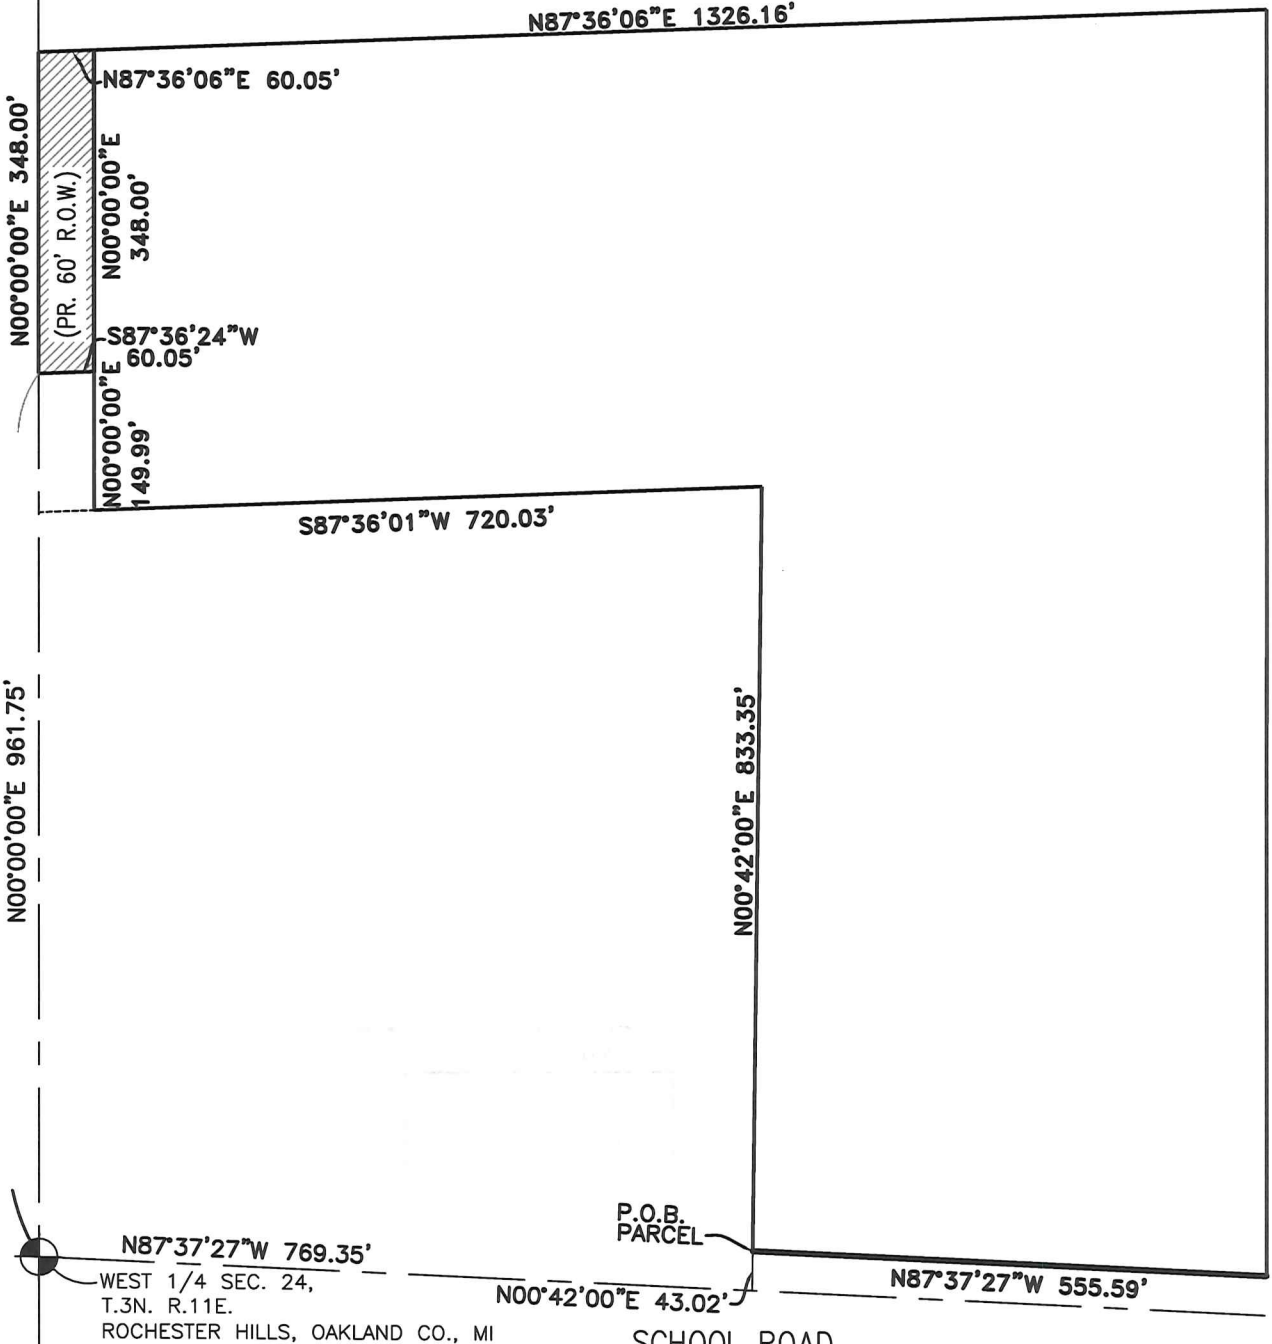 N87°36'06"E 1326.16'
N87°36'06"E 60.05'
N00°00'00"E 348.00'
(PR. 60' R.O.W.)
N00°00'00"E
348.00'
S87°36'24"W
60.05'
N00°00'00"E
149.99'
S87°36'01"W 720.03'
N00°00'00"E 961.75'
N00°42'00"E 833.35'
P.O.B.
PARCEL
N87°37'27"W 769.35'
N87°37'27"W 555.59'
WEST 1/4 SEC. 24,
T.3N. R.11E.
ROCHESTER HILLS, OAKLAND CO., MI
N00°42'00"E 43.02'
SCHOOL ROAD